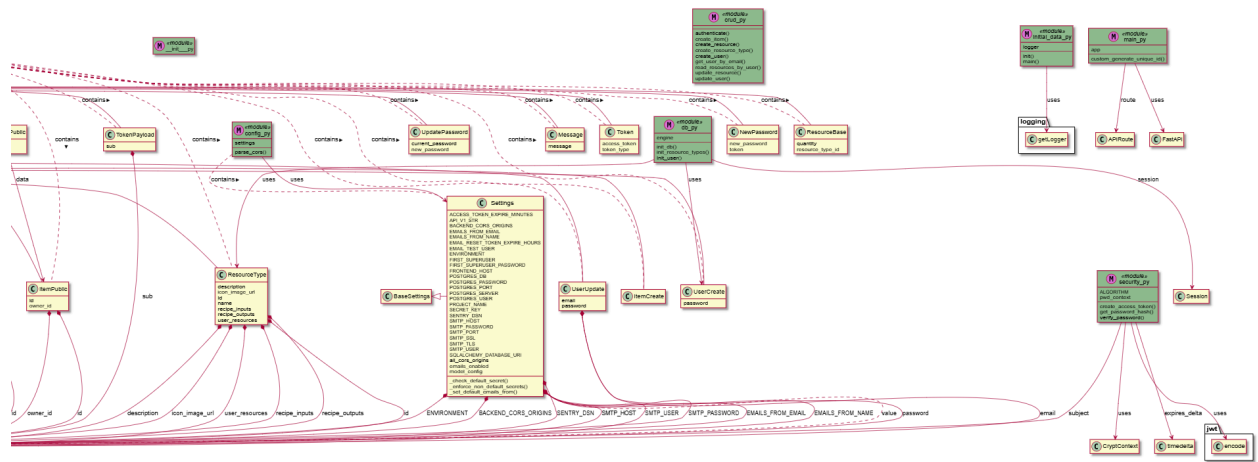 «module»
crud_py
authenticate()
create_item()
create_resource()
create_resource_type()
create_user()
get_user_by_email()
read_resources_by_user()
update_resource()
update_user()
«module»
__init___py
«module»
initial_data_py
logger
init()
main()
«module»
main_py
app
custom_generate_unique_id()
contains
contains
contains
contains
contains
contains
contains
uses
route
uses
Public
C TokenPayload
sub
«module»
config_py
settings
parse_cors()
C UpdatePassword
current_password
new_password
C Message
message
C Token
access_token
token_type
«module»
db_py
engine
init_db()
init_resource_types()
init_user()
C NewPassword
new_password
token
C ResourceBase
quantity
resource_type_id
logging
C getLogger
C APIRoute
C FastAPI
contains
contains
contains
contains
contains
contains
data
contains
uses
uses
uses
session
C Settings
ACCESS_TOKEN_EXPIRE_MINUTES
API_V1_STR
BACKEND_CORS_ORIGINS
EMAILS_FROM_EMAIL
EMAILS_FROM_NAME
EMAIL_RESET_TOKEN_EXPIRE_HOURS
EMAIL_TEST_USER
ENVIRONMENT
FIRST_SUPERUSER
FIRST_SUPERUSER_PASSWORD
FRONTEND_HOST
POSTGRES_DB
POSTGRES_PASSWORD
POSTGRES_PORT
POSTGRES_SERVER
POSTGRES_USER
PROJECT_NAME
SECRET_KEY
SENTRY_DSN
SMTP_HOST
SMTP_PASSWORD
SMTP_PORT
SMTP_SSL
SMTP_TLS
SMTP_USER
SQLALCHEMY_DATABASE_URI
all_cors_origins
emails_enabled
model_config
_check_default_secret()
_enforce_non_default_secrets()
_set_default_emails_from()
C ItemPublic
id
owner_id
sub
C ResourceType
description
icon_image_url
id
name
recipe_inputs
recipe_outputs
user_resources
C BaseSettings
C UserUpdate
email
password
C ItemCreate
C UserCreate
password
«module»
security_py
ALGORITHM
pwd_context
create_access_token()
get_password_hash()
verify_password()
C Session
id
owner_id
id
description
icon_image_url
user_resources
recipe_inputs
recipe_outputs
id
ENVIRONMENT
BACKEND_CORS_ORIGINS
SENTRY_DSN
SMTP_HOST
SMTP_USER
SMTP_PASSWORD
EMAILS_FROM_EMAIL
EMAILS_FROM_NAME
value
password
email
subject
uses
expires_delta
uses
jwt
C CryptContext
C timedelta
C encode